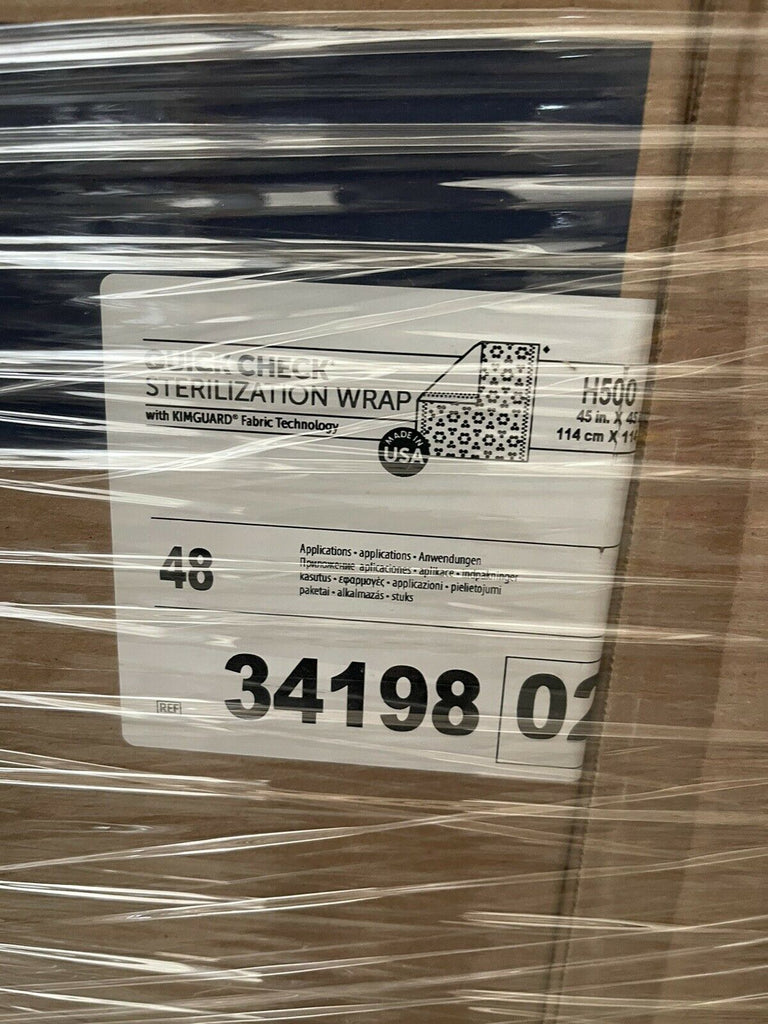 QUICK CHECK*
STERILIZATION WRAP
with KIMGUARD® Fabric Technology
MADE IN
USA
H500
45 in. X 45
114 cm X 11
48
Applications • applications • Anwendungen
Приложение aplicaciones • aplikace • indpakninger
kasutus • εφαρμογές • applicazioni • pielietojumi
paketai • alkalmazás • stuks
REF
34198
02